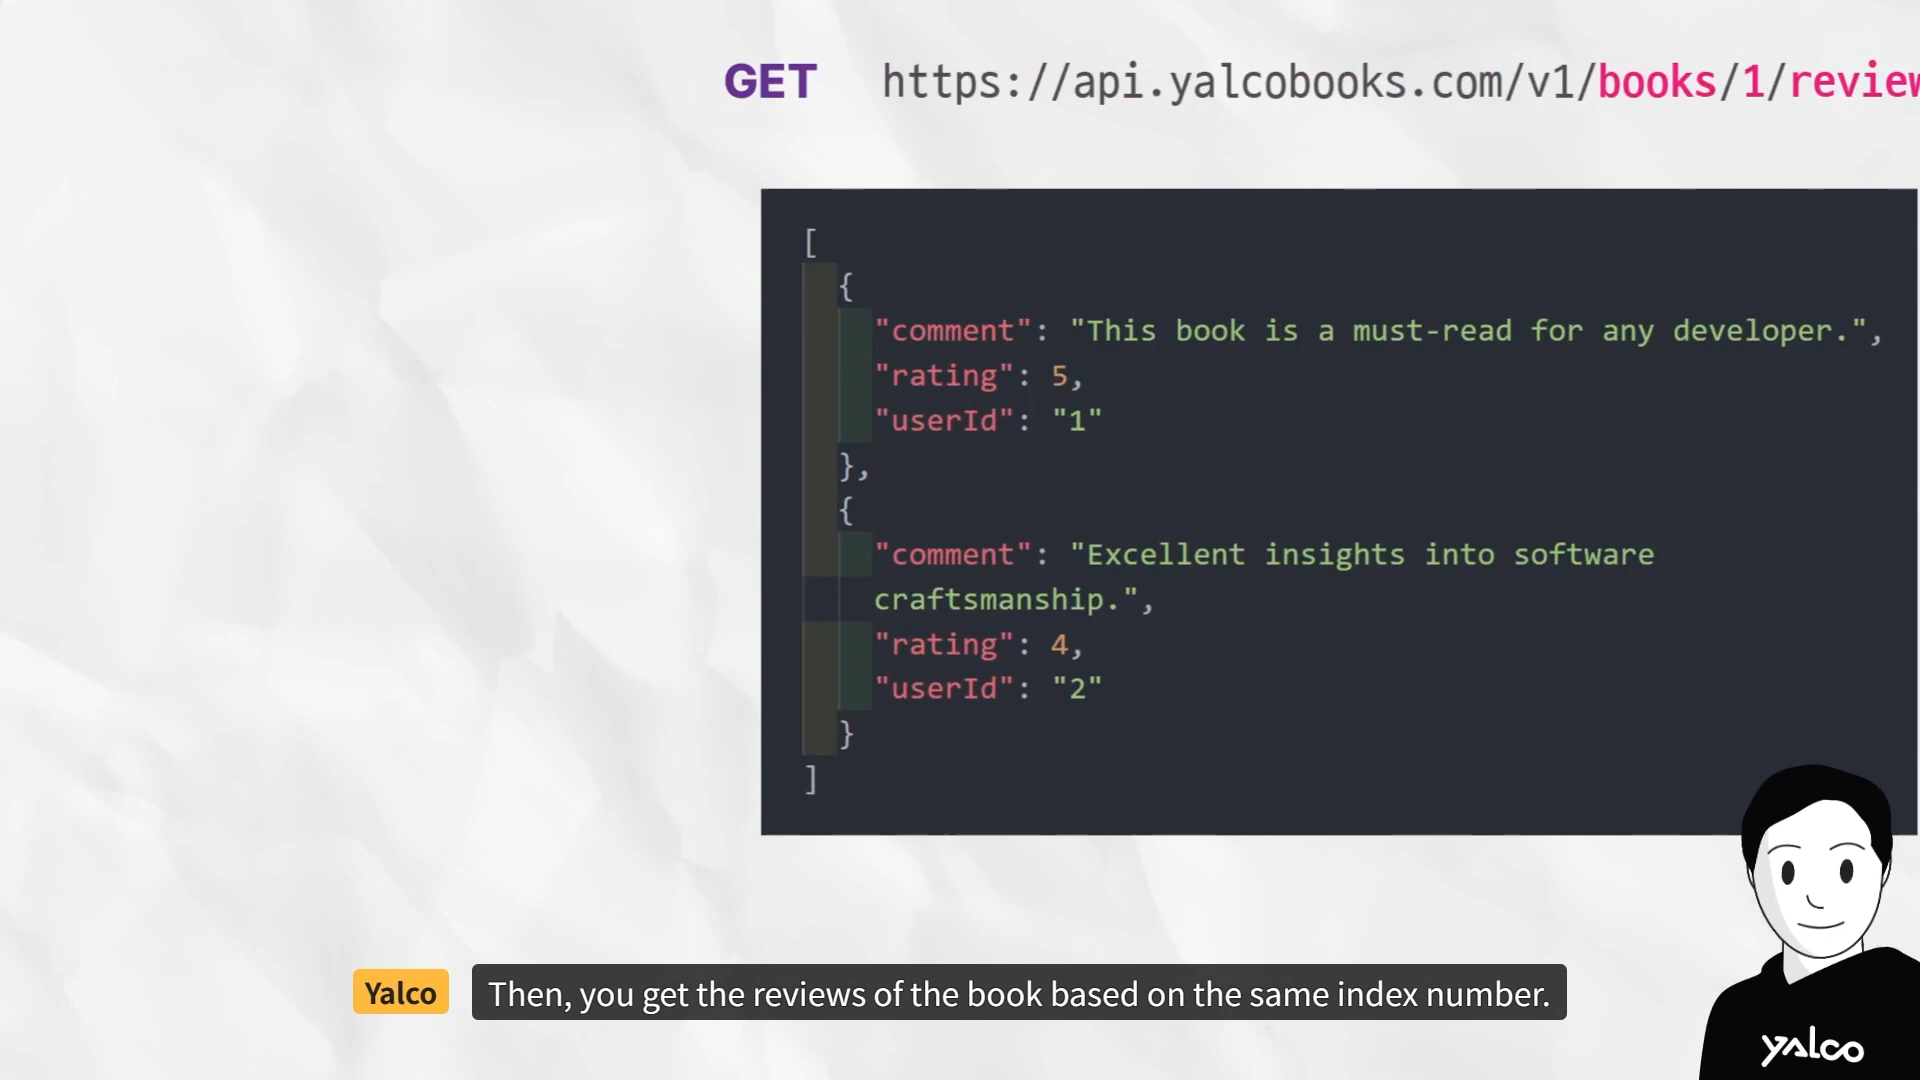 GET https://api.yalcobooks.com/v1/books/1/review
[
{
"comment": "This book is a must-read for any developer.",
"rating": 5,
"userId": "1"
},
{
"comment": "Excellent insights into software
craftsmanship.",
"rating": 4,
"userId": "2"
}
]
Yalco Then, you get the reviews of the book based on the same index number.
yalco